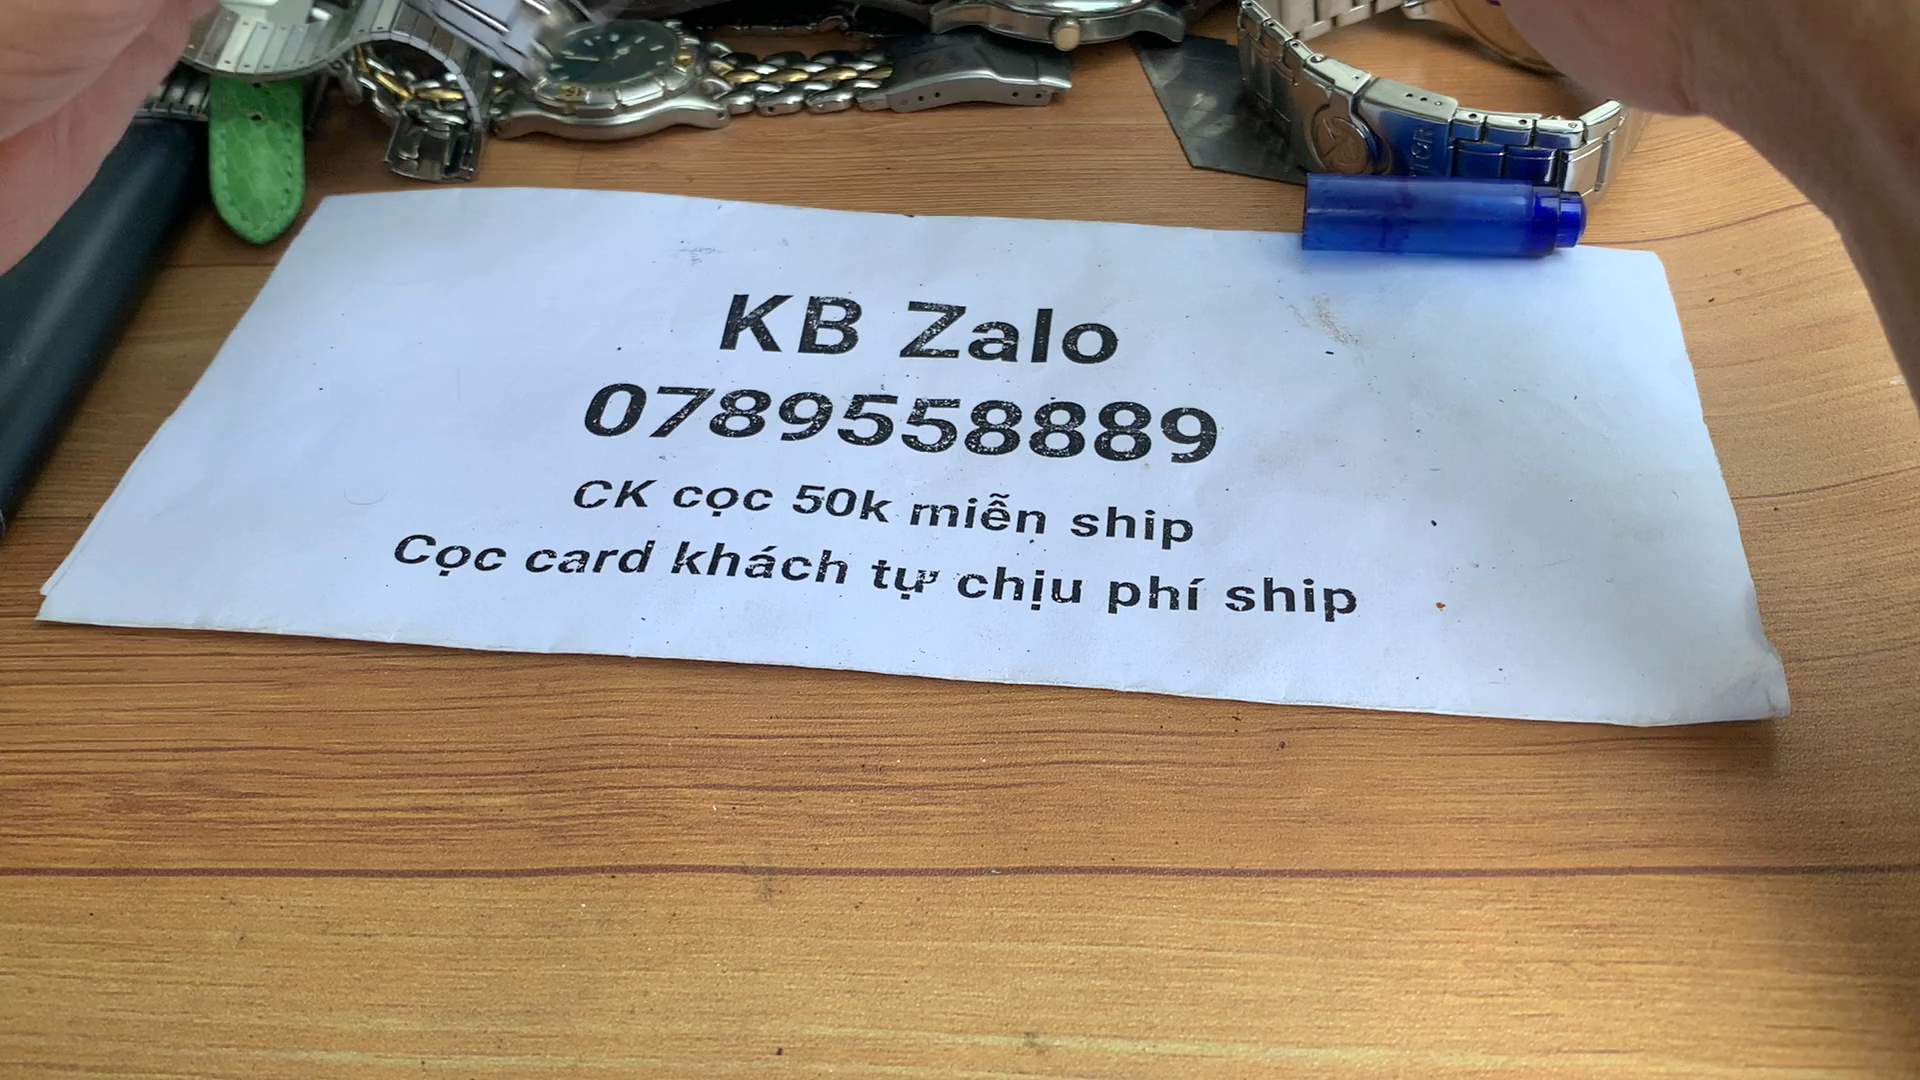 KB Zalo
0789558889
CK cọc 50k miễn ship
Cọc card khách tự chịu phí ship